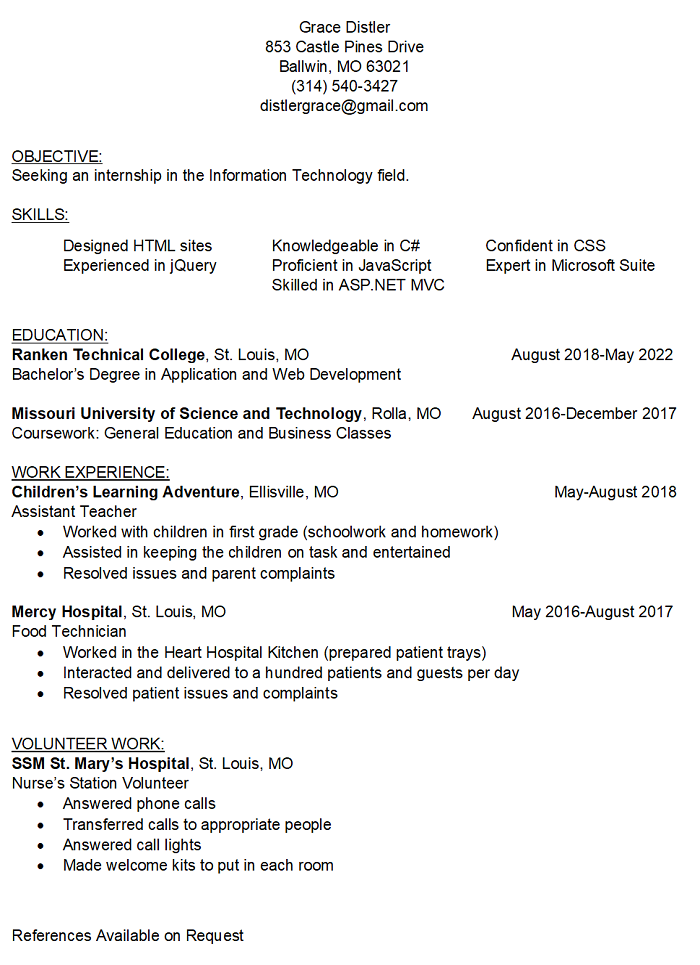 Grace Distler
853 Castle Pines Drive
Ballwin, MO 63021
(314) 540-3427
distlergrace@gmail.com
OBJECTIVE:
Seeking an internship in the Information Technology field.
SKILLS:
Designed HTML sites Knowledgeable in C# Confident in CSS
Experienced in jQuery Proficient in JavaScript Expert in Microsoft Suite
Skilled in ASP.NET MVC
EDUCATION:
Ranken Technical College, St. Louis, MO August 2018-May 2022
Bachelor's Degree in Application and Web Development
Missouri University of Science and Technology, Rolla, MO August 2016-December 2017
Coursework: General Education and Business Classes
WORK EXPERIENCE:
Children's Learning Adventure, Ellisville, MO May-August 2018
Assistant Teacher
• Worked with children in first grade (schoolwork and homework)
• Assisted in keeping the children on task and entertained
• Resolved issues and parent complaints
Mercy Hospital, St. Louis, MO May 2016-August 2017
Food Technician
• Worked in the Heart Hospital Kitchen (prepared patient trays)
• Interacted and delivered to a hundred patients and guests per day
• Resolved patient issues and complaints
VOLUNTEER WORK:
SSM St. Mary's Hospital, St. Louis, MO
Nurse's Station Volunteer
• Answered phone calls
• Transferred calls to appropriate people
• Answered call lights
• Made welcome kits to put in each room
References Available on Request